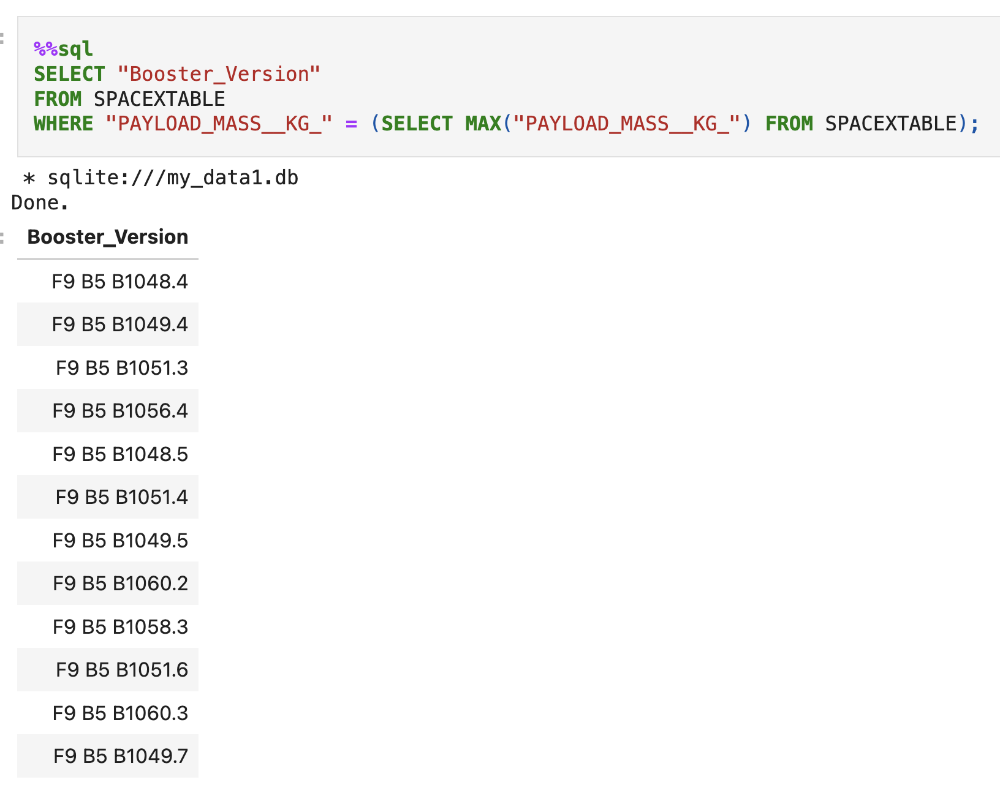 %%sql
SELECT "Booster_Version"
FROM SPACEXTABLE
WHERE "PAYLOAD_MASS__KG_" = (SELECT MAX("PAYLOAD_MASS__KG_") FROM SPACEXTABLE);
* sqlite:///my_data1.db
Done.
Booster_Version
F9 B5 B1048.4
F9 B5 B1049.4
F9 B5 B1051.3
F9 B5 B1056.4
F9 B5 B1048.5
F9 B5 B1051.4
F9 B5 B1049.5
F9 B5 B1060.2
F9 B5 B1058.3
F9 B5 B1051.6
F9 B5 B1060.3
F9 B5 B1049.7